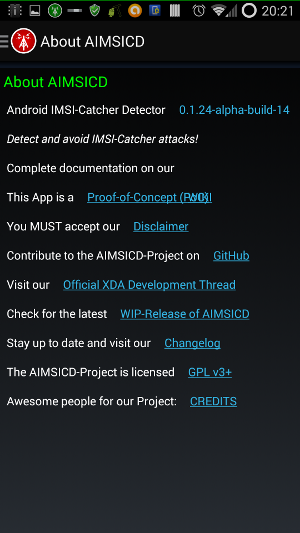 20:21
About AIMSICD
About AIMSICD
Android IMSI-Catcher Detector 0.1.24-alpha-build-14
Detect and avoid IMSI-Catcher attacks!
Complete documentation on our
This App is a Proof-of-Concept (PoC) WIKI
You MUST accept our Disclaimer
Contribute to the AIMSICD-Project on GitHub
Visit our Official XDA Development Thread
Check for the latest WIP-Release of AIMSICD
Stay up to date and visit our Changelog
The AIMSICD-Project is licensed GPL v3+
Awesome people for our Project: CREDITS